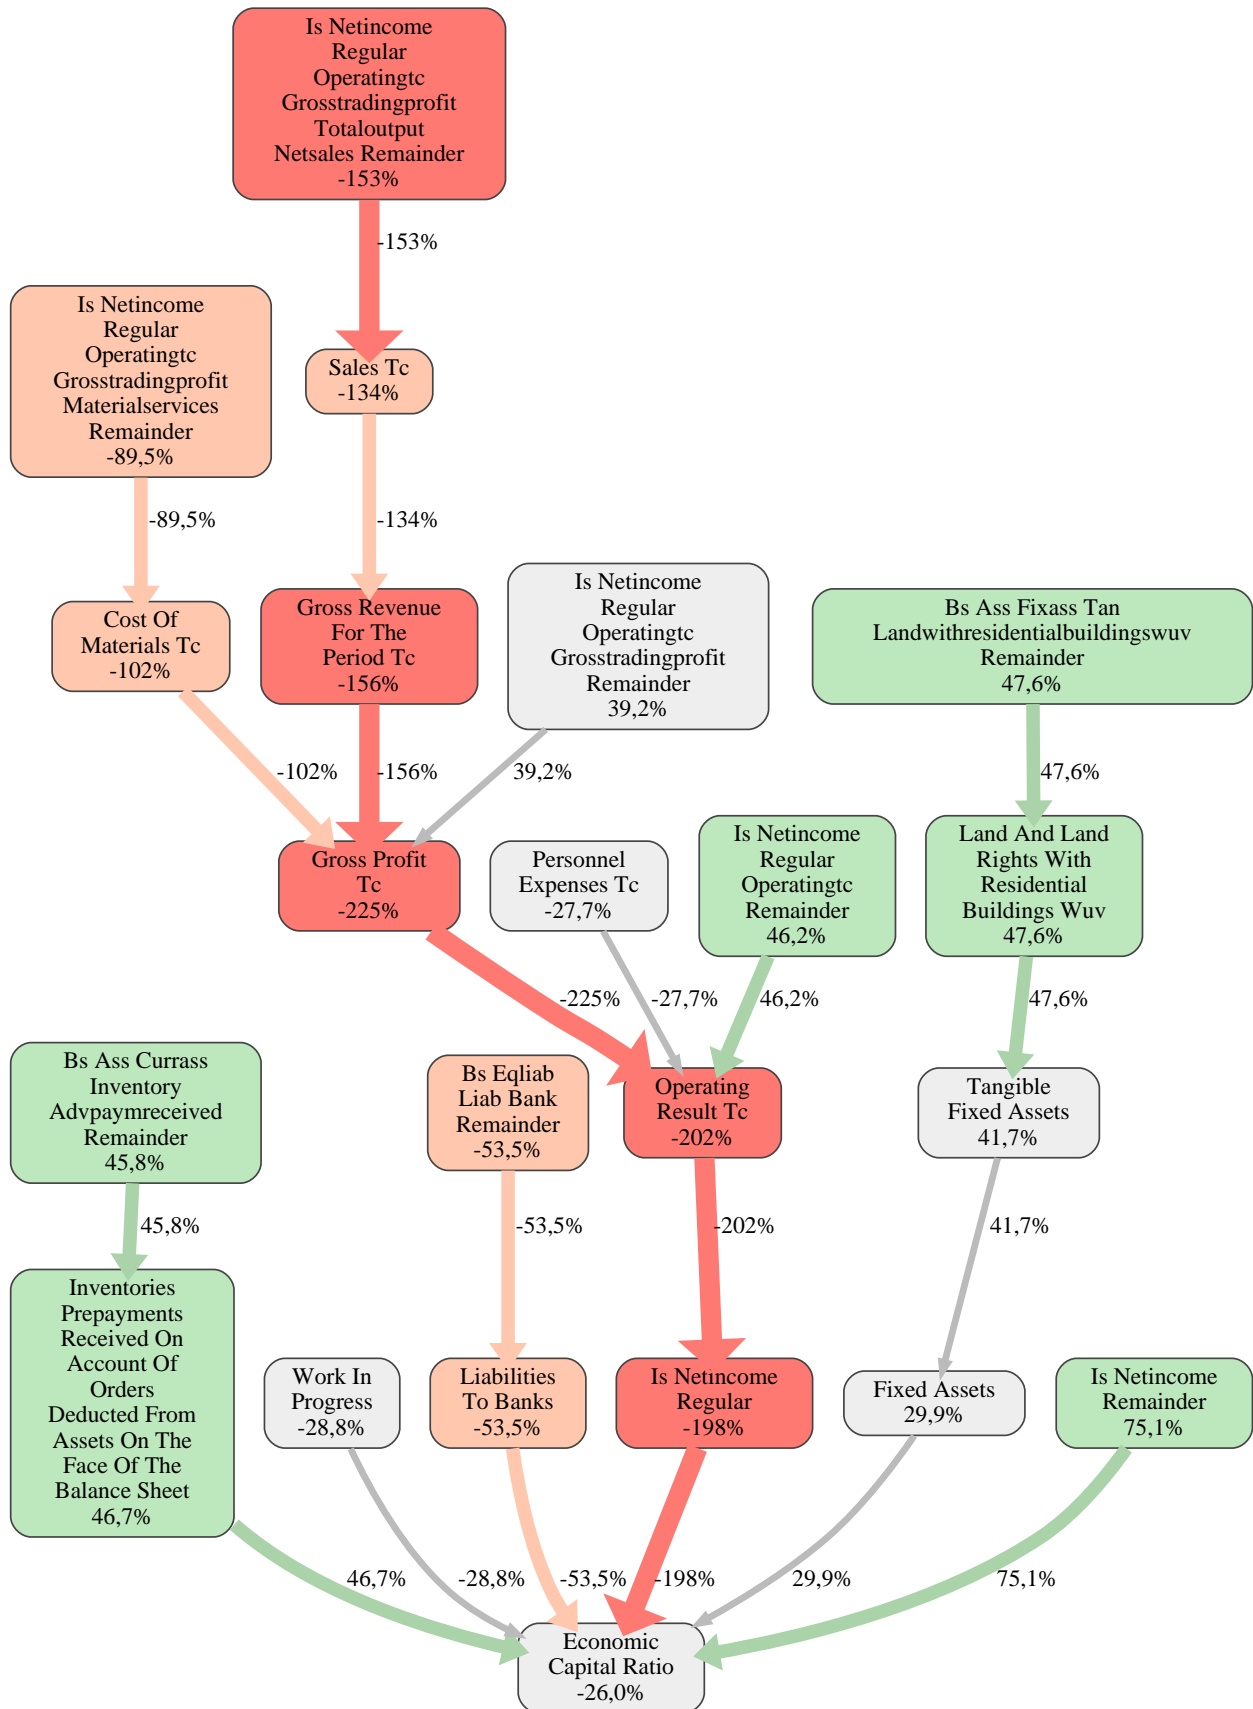 Is Netincome
Regular
Operatingtc
Grosstradingprofit
Totaloutput
Netsales Remainder
-153%
-153%
Is Netincome
Regular
Operatingtc
Grosstradingprofit
Materialservices
Remainder
-89,5%
Sales Tc
-134%
-89,5%
-134%
Cost Of
Materials Tc
-102%
Gross Revenue
For The
Period Tc
-156%
Is Netincome
Regular
Operatingtc
Grosstradingprofit
Remainder
39,2%
Bs Ass Fixass Tan
Landwithresidentialbuildingswuv
Remainder
47,6%
-102%
-156%
39,2%
47,6%
Gross Profit
Tc
-225%
Personnel
Expenses Tc
-27,7%
Is Netincome
Regular
Operatingtc
Remainder
46,2%
Land And Land
Rights With
Residential
Buildings Wuv
47,6%
-225%
-27,7%
46,2%
47,6%
Bs Ass Currass
Inventory
Advpaymreceived
Remainder
45,8%
Bs Eqliab
Liab Bank
Remainder
-53,5%
Operating
Result Tc
-202%
Tangible
Fixed Assets
41,7%
45,8%
-53,5%
-202%
41,7%
Inventories
Prepayments
Received On
Account Of
Orders
Deducted From
Assets On The
Face Of The
Balance Sheet
46,7%
Work In
Progress
-28,8%
Liabilities
To Banks
-53,5%
Is Netincome
Regular
-198%
Fixed Assets
29,9%
Is Netincome
Remainder
75,1%
46,7%
-28,8%
-53,5%
-198%
29,9%
75,1%
Economic
Capital Ratio
-26,0%